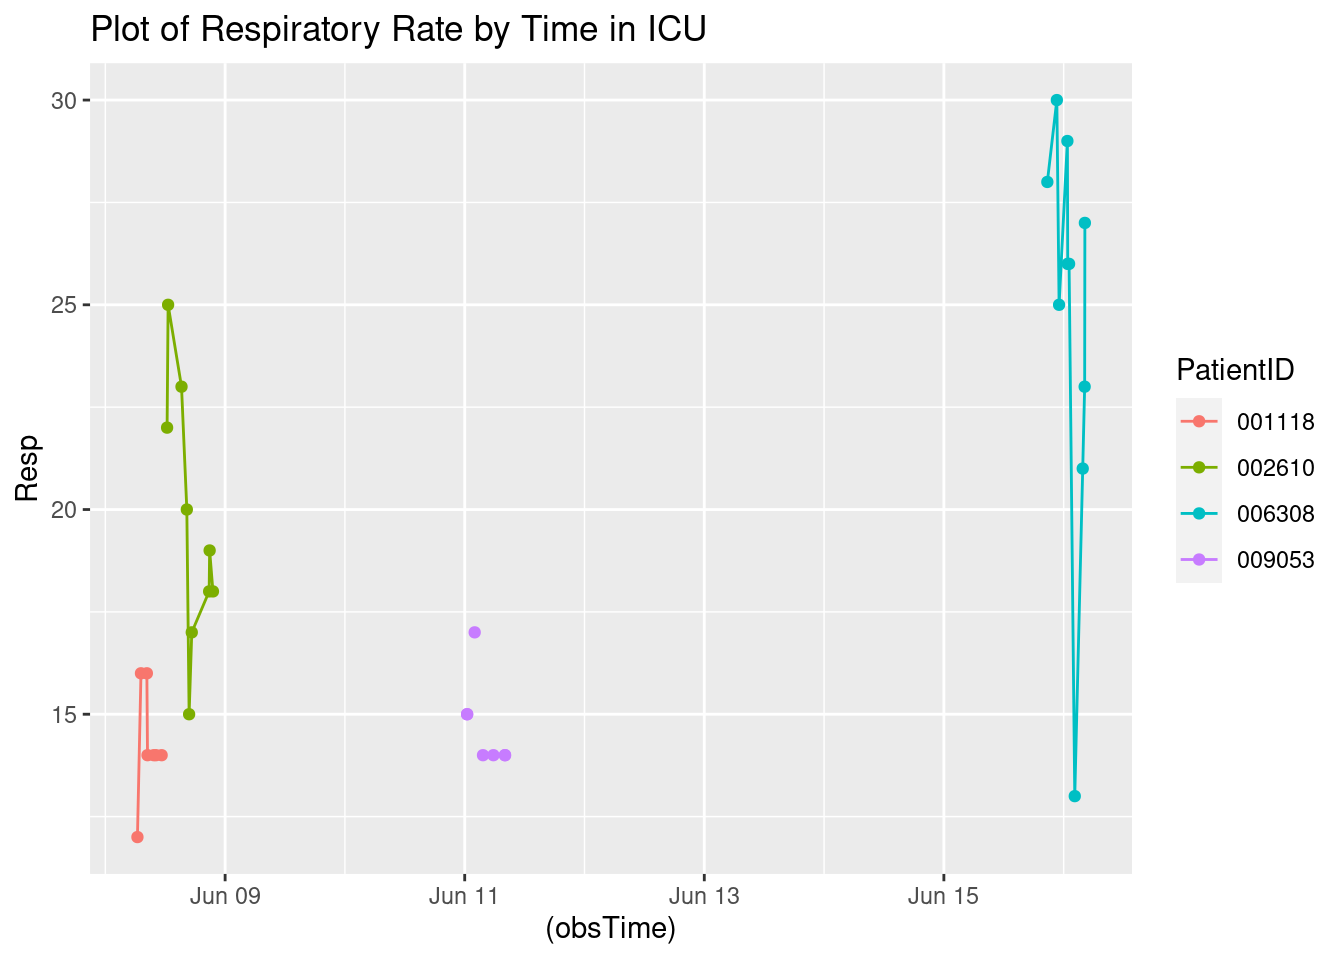 Plot of Respiratory Rate by Time in ICU
30
25
20
15
Resp
Jun 09
Jun 11
Jun 13
Jun 15
(obsTime)
PatientID
001118
002610
006308
009053